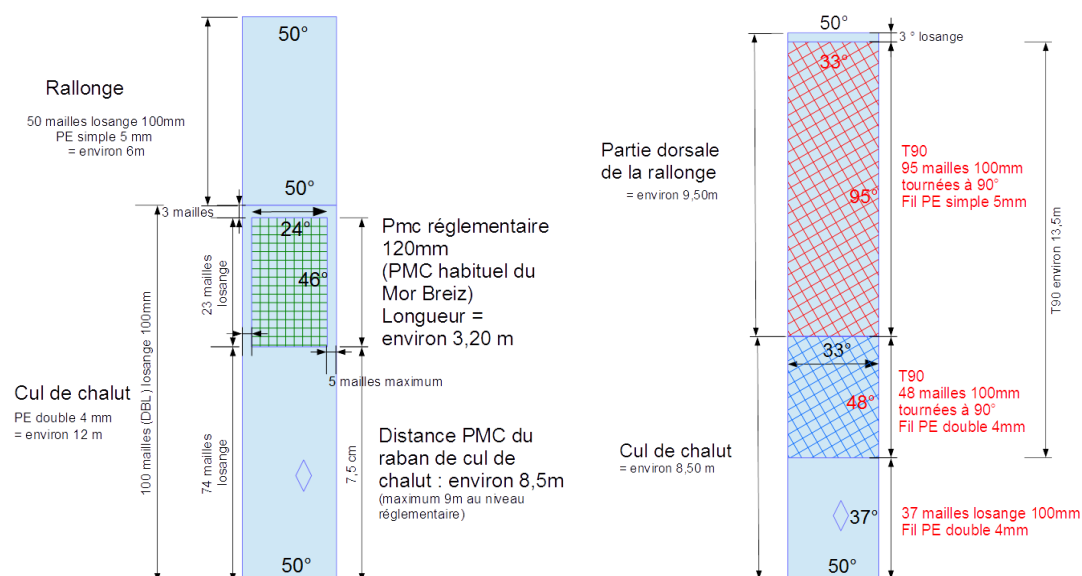 50°
50°
Rallonge
50 mailles losange 100mm
PE simple 5 mm
= environ 6m
50°
3 mailles
24°
46°
23 mailles
losange
Pmc réglementaire
120mm
(PMC habituel du
Mor Breiz)
Longueur =
environ 3,20 m
5 mailles maximum
Cul de chalut
PE double 4 mm
= environ 12 m
100 mailles (DBL) losange 100mm
74 mailles
losange
7,5 cm
Distance PMC du
raban de cul de
chalut : environ 8,5m
(maximum 9m au niveau
réglementaire)
50°
50°
3 ° losange
33°
Partie dorsale
de la rallonge
= environ 9,50m
95°
T90
95 mailles 100mm
tournées à 90°
Fil PE simple 5mm
T90 environ 13,5m
33°
48°
T90
48 mailles 100mm
tournées à 90°
Fil PE double 4mm
Cul de chalut
= environ 8,50 m
37°
37 mailles losange 100mm
Fil PE double 4mm
50°